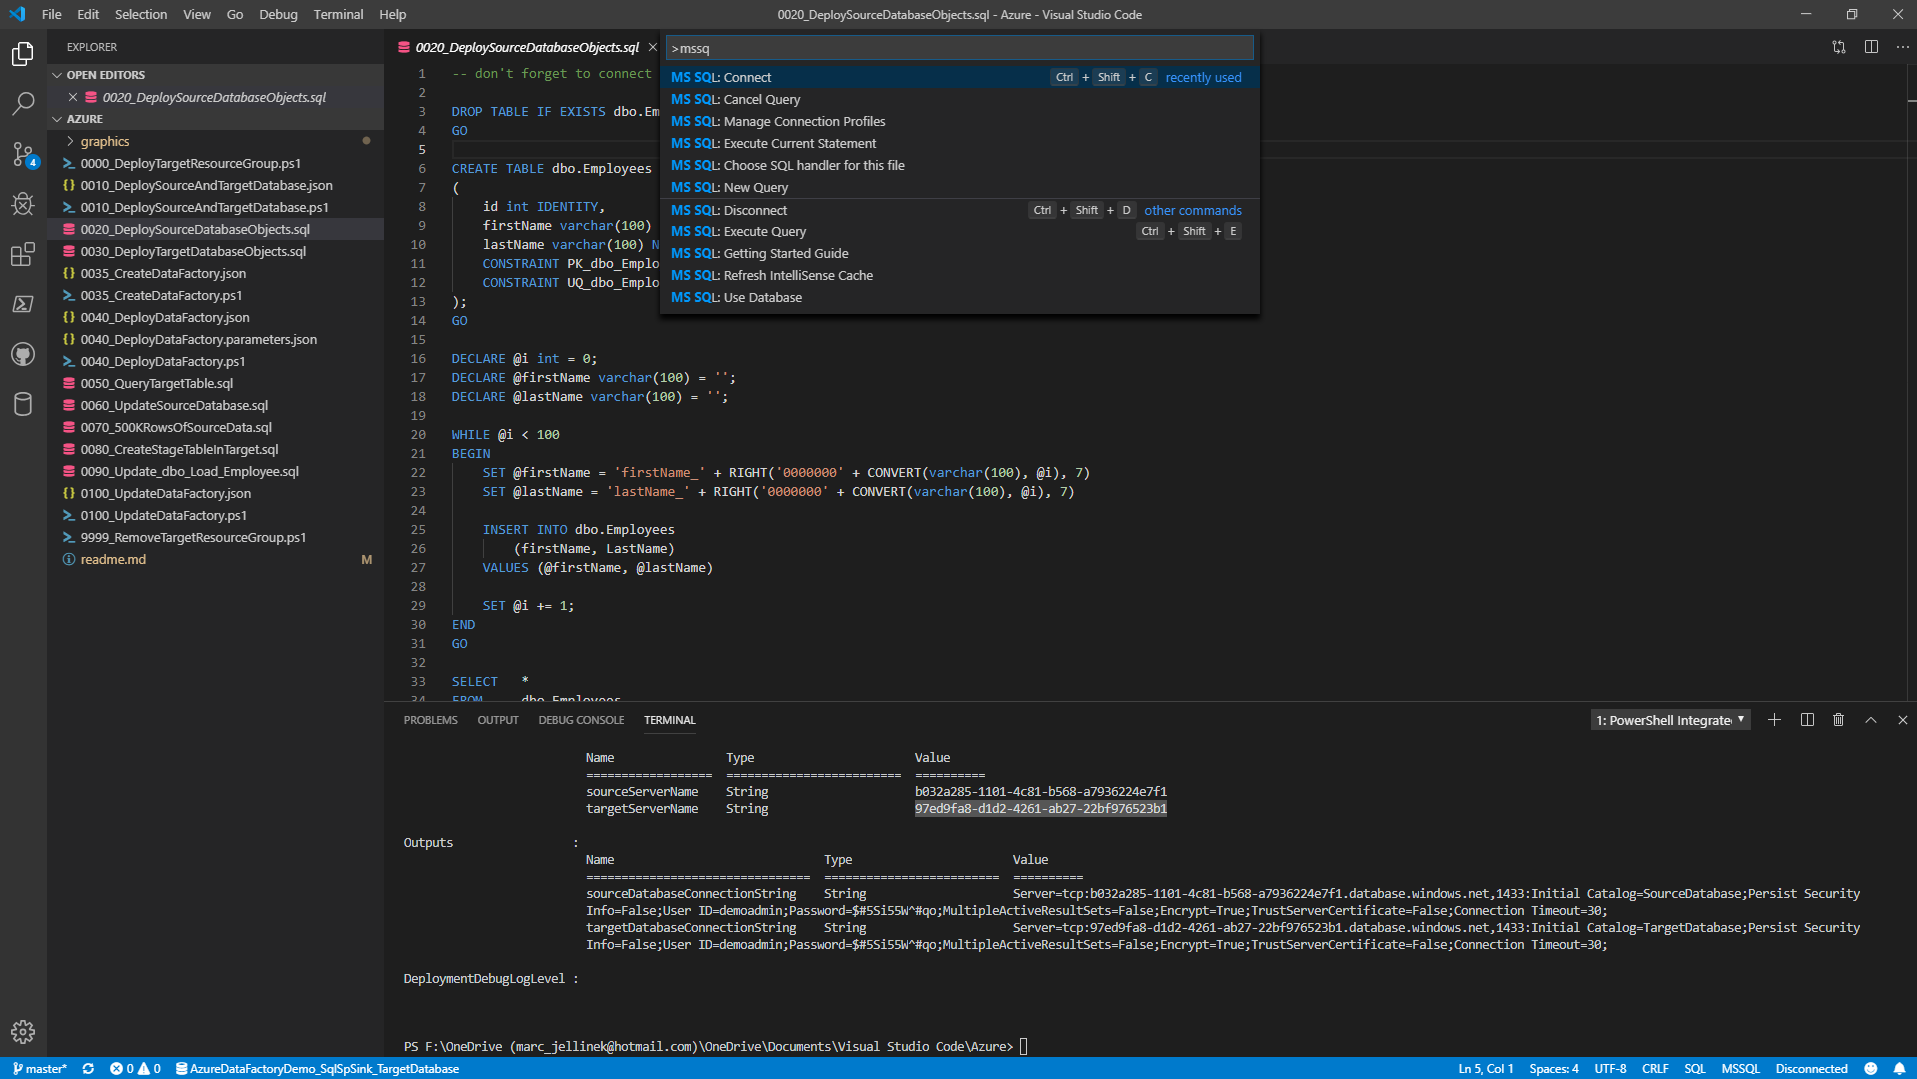 File Edit Selection View Go Debug Terminal Help
0020_DeploySourceDatabaseObjects.sql - Azure - Visual Studio Code
EXPLORER
OPEN EDITORS
0020_DeploySourceDatabaseObjects.sql
AZURE
graphics
0000_DeployTargetResourceGroup.ps1
0010_DeploySourceAndTargetDatabase.json
0010_DeploySourceAndTargetDatabase.ps1
0020_DeploySourceDatabaseObjects.sql
0030_DeployTargetDatabaseObjects.sql
0035_CreateDataFactory.json
0035_CreateDataFactory.ps1
0040_DeployDataFactory.json
0040_DeployDataFactory.parameters.json
0040_DeployDataFactory.ps1
0050_QueryTargetTable.sql
0060_UpdateSourceDatabase.sql
0070_500KRowsOfSourceData.sql
0080_CreateStageTableInTarget.sql
0090_Update_dbo_Load_Employee.sql
0100_UpdateDataFactory.json
0100_UpdateDataFactory.ps1
9999_RemoveTargetResourceGroup.ps1
readme.md M
4
0020_DeploySourceDatabaseObjects.sql
>mssq
MS SQL: Connect Ctrl + Shift + C recently used
MS SQL: Cancel Query
MS SQL: Manage Connection Profiles
MS SQL: Execute Current Statement
MS SQL: Choose SQL handler for this file
MS SQL: New Query
MS SQL: Disconnect Ctrl + Shift + D other commands
MS SQL: Execute Query Ctrl + Shift + E
MS SQL: Getting Started Guide
MS SQL: Refresh IntelliSense Cache
MS SQL: Use Database
1 -- don't forget to connect
2
3 DROP TABLE IF EXISTS dbo.Em
4 GO
5
6 CREATE TABLE dbo.Employees
7 (
8 id int IDENTITY,
9 firstName varchar(100)
10 lastName varchar(100) N
11 CONSTRAINT PK_dbo_Emplo
12 CONSTRAINT UQ_dbo_Emplo
13 );
14 GO
15
16 DECLARE @i int = 0;
17 DECLARE @firstName varchar(100) = '';
18 DECLARE @lastName varchar(100) = '';
19
20 WHILE @i < 100
21 BEGIN
22 SET @firstName = 'firstName_' + RIGHT('0000000' + CONVERT(varchar(100), @i), 7)
23 SET @lastName = 'lastName_' + RIGHT('0000000' + CONVERT(varchar(100), @i), 7)
24
25 INSERT INTO dbo.Employees
26 (firstName, LastName)
27 VALUES (@firstName, @lastName)
28
29 SET @i += 1;
30 END
31 GO
32
33 SELECT *
34 FROM dbo.Employees
PROBLEMS OUTPUT DEBUG CONSOLE TERMINAL
1: PowerShell Integrate
Name Type Value
================== ========================= ==========
sourceServerName String b032a285-1101-4c81-b568-a7936224e7f1
targetServerName String 97ed9fa8-d1d2-4261-ab27-22bf976523b1
Outputs :
Name Type Value
============================= ========================= ==========
sourceDatabaseConnectionString String Server=tcp:b032a285-1101-4c81-b568-a7936224e7f1.database.windows.net,1433:Initial Catalog=SourceDatabase;Persist Security
Info=False;User ID=demoadmin;Password=$#5Si55W^#qo;MultipleActiveResultSets=False;Encrypt=True;TrustServerCertificate=False;Connection Timeout=30;
targetDatabaseConnectionString String Server=tcp:97ed9fa8-d1d2-4261-ab27-22bf976523b1.database.windows.net,1433:Initial Catalog=TargetDatabase;Persist Security
Info=False;User ID=demoadmin;Password=$#5Si55W^#qo;MultipleActiveResultSets=False;Encrypt=True;TrustServerCertificate=False;Connection Timeout=30;
DeploymentDebugLogLevel :
PS F:\OneDrive (marc_jellinek@hotmail.com)\OneDrive\Documents\Visual Studio Code\Azure>
master* 0 0 AzureDataFactoryDemo_SqlSpSink_TargetDatabase
Ln 5, Col 1 Spaces: 4 UTF-8 CRLF SQL MSSQL Disconnected